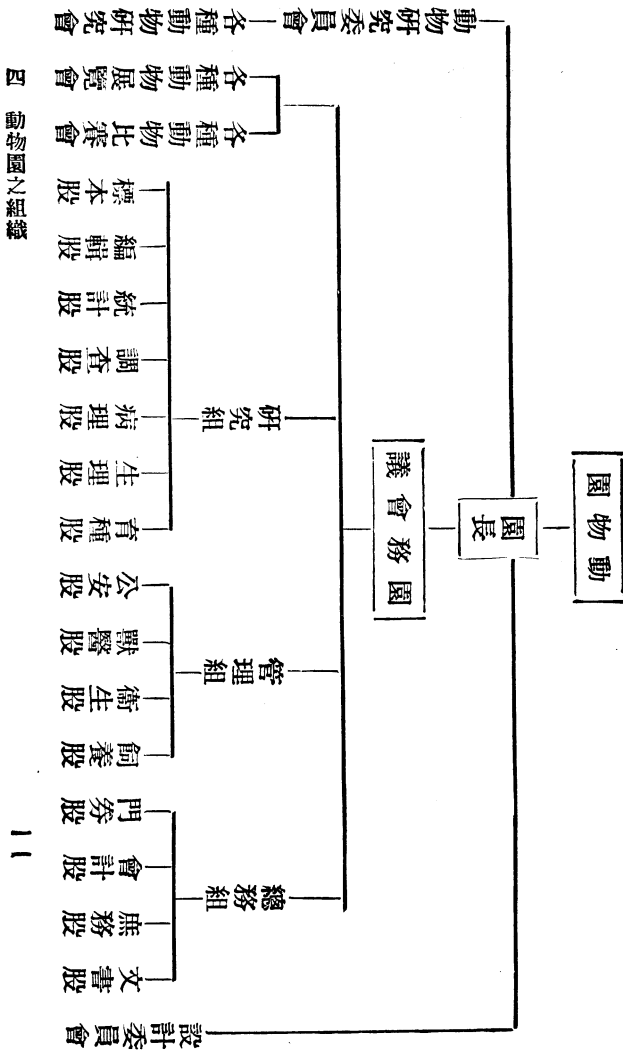 四　動物園之組織
動物園
園長
園務會議
設計委員會
總務組
文書股
庶務股
會計股
門券股
管理組
飼養股
衞生股
獸醫股
公安股
研究組
育種股
生理股
病理股
調查股
統計股
編輯股
標本股
各種動物比賽會
各種動物展覽會
動物研究委員會
各種動物研究會
一一